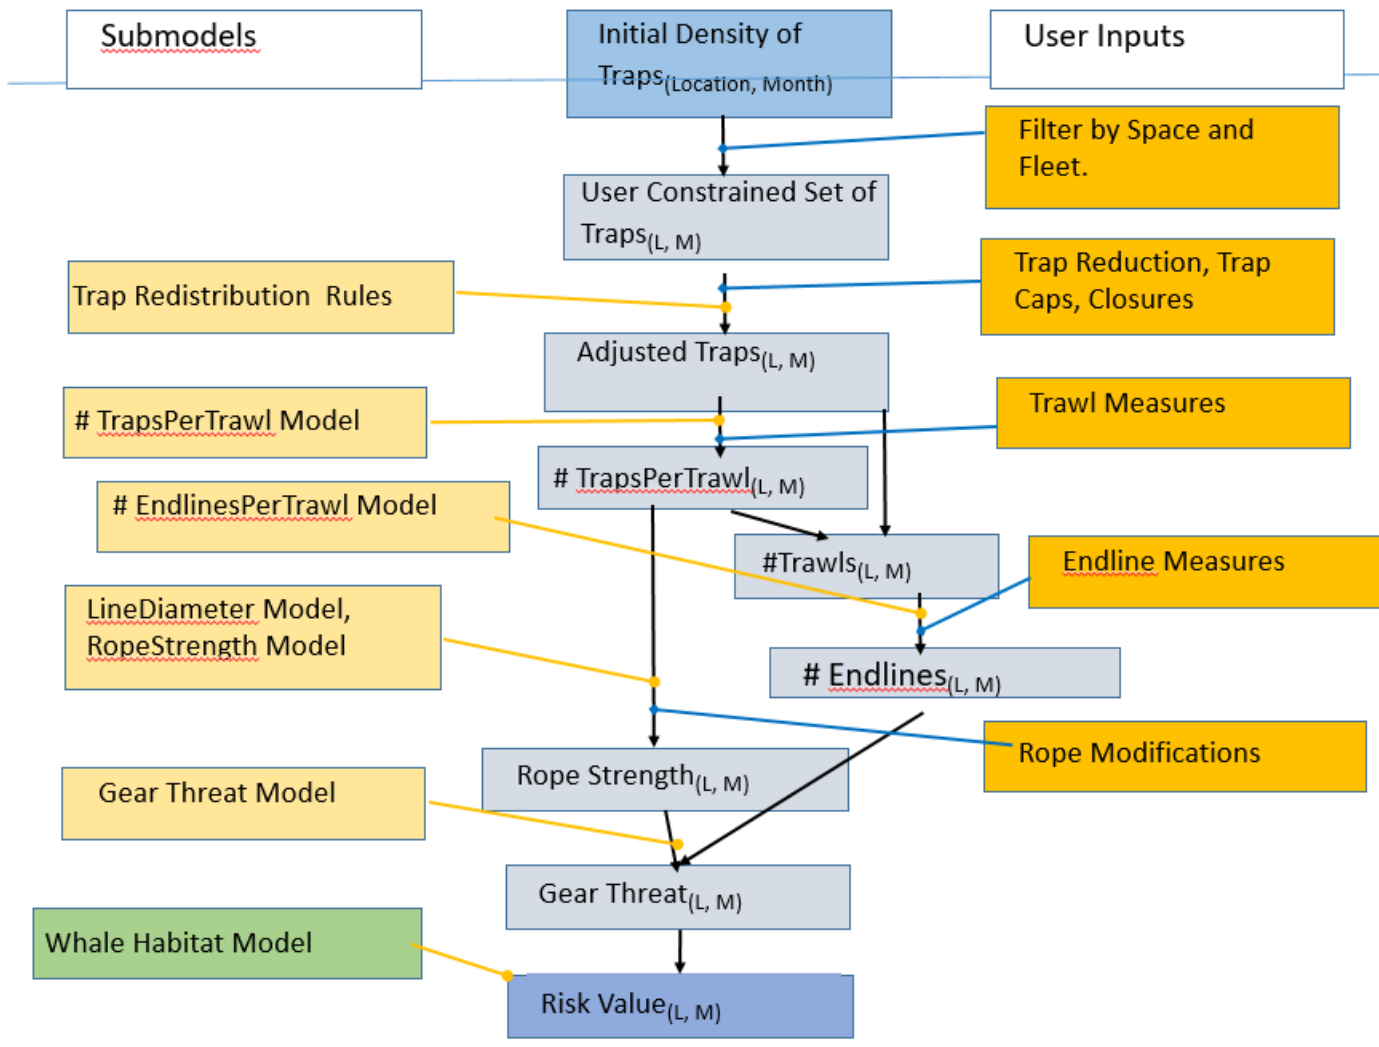 Submodels
Initial Density of
Traps(Location, Month)
User Inputs
Filter by Space and
Fleet.
User Constrained Set of
Traps(L, M)
Trap Redistribution Rules
Trap Reduction, Trap
Caps, Closures
Adjusted Traps(L, M)
# TrapsPerTrawl Model
Trawl Measures
# TrapsPerTrawl(L, M)
# EndlinesPerTrawl Model
#Trawls(L, M)
Endline Measures
LineDiameter Model,
RopeStrength Model
# Endlines(L, M)
Rope Modifications
Rope Strength(L, M)
Gear Threat Model
Gear Threat(L, M)
Whale Habitat Model
Risk Value(L, M)